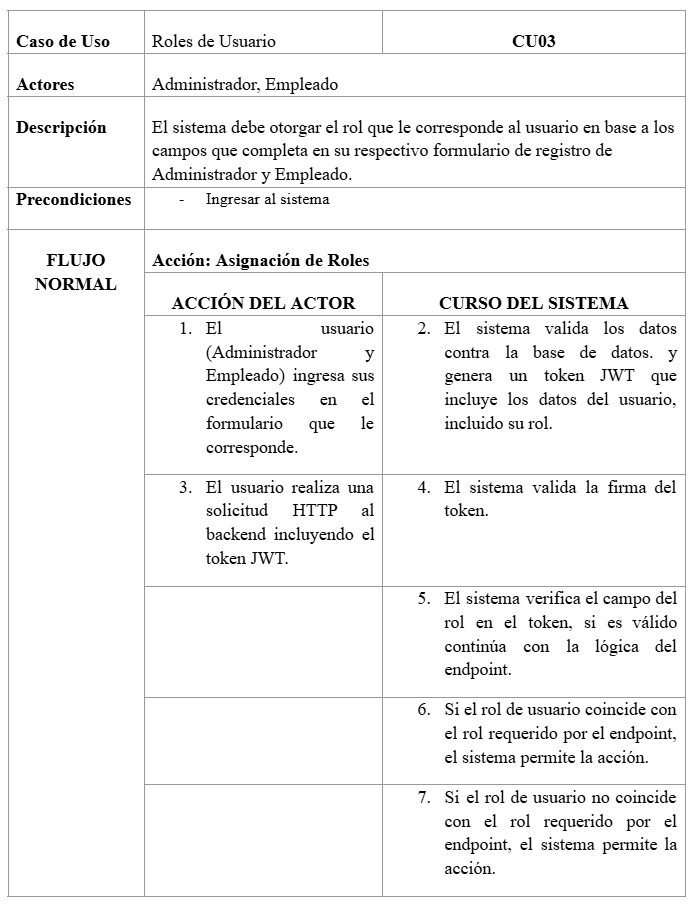 Caso de Uso
Roles de Usuario
CU03
Actores
Administrador, Empleado
Descripción
El sistema debe otorgar el rol que le corresponde al usuario en base a los
campos que completa en su respectivo formulario de registro de
Administrador y Empleado.
Precondiciones
- Ingresar al sistema
FLUJO
NORMAL
Acción: Asignación de Roles
ACCIÓN DEL ACTOR
CURSO DEL SISTEMA
1. El usuario
(Administrador y
Empleado) ingresa sus
credenciales en el
formulario que le
corresponde.
2. El sistema valida los datos
contra la base de datos. y
genera un token JWT que
incluye los datos del usuario,
incluido su rol.
3. El usuario realiza una
solicitud HTTP al
backend incluyendo el
token JWT.
4. El sistema valida la firma del
token.
5. El sistema verifica el campo del
rol en el token, si es válido
continúa con la lógica del
endpoint.
6. Si el rol de usuario coincide con
el rol requerido por el endpoint,
el sistema permite la acción.
7. Si el rol de usuario no coincide
con el rol requerido por el
endpoint, el sistema permite la
acción.